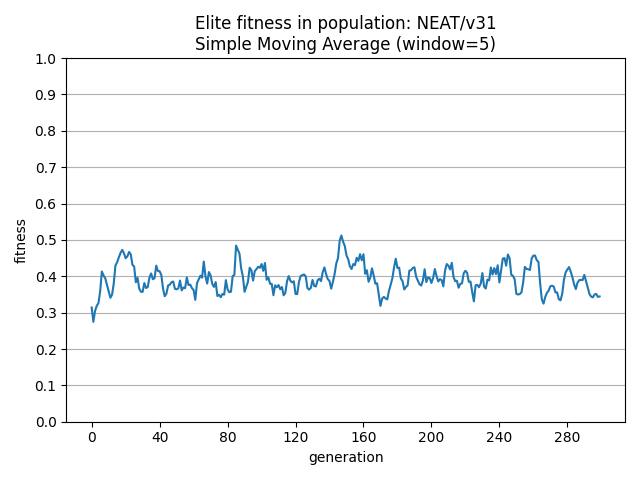 Elite fitness in population: NEAT/v31
Simple Moving Average (window=5)
1.0
0.9
0.8
0.7
0.6
0.5
0.4
0.3
0.2
0.1
0.0
fitness
0 40 80 120 160 200 240 280
generation